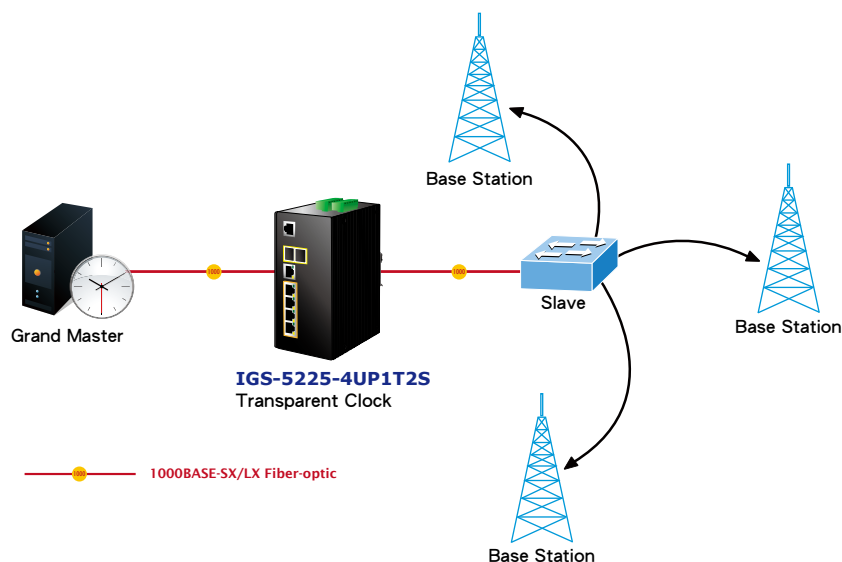 Base Station
1000
1000
Slave
Grand Master
Base Station
IGS-5225-4UP1T2S
Transparent Clock
1000
1000BASE-SX/LX Fiber-optic
Base Station